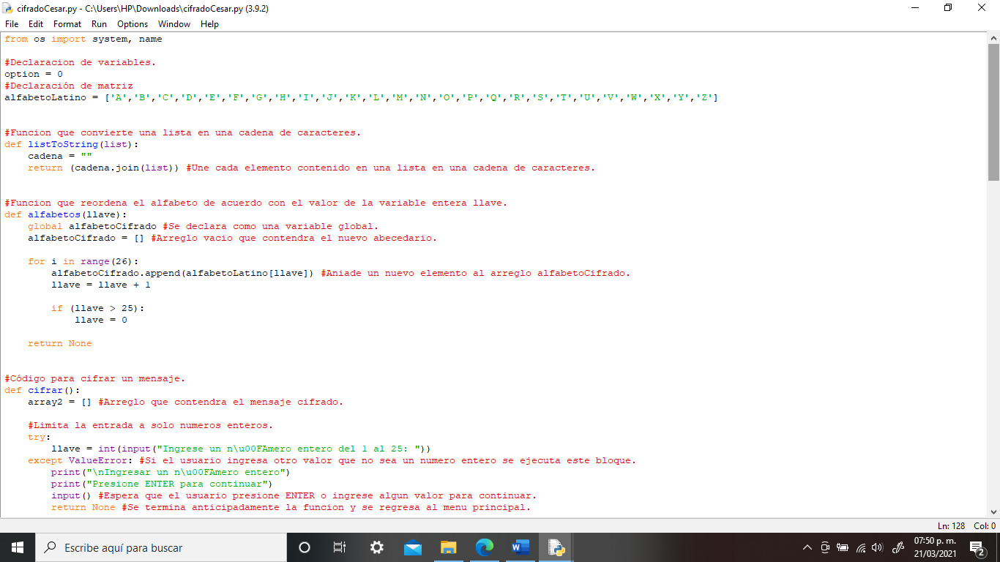 cifradoCesar.py - C:\Users\HP\Downloads\cifradoCesar.py (3.9.2)
File Edit Format Run Options Window Help
from os import system, name

#Declaracion de variables.
option = 0
#Declaración de matriz
alfabetoLatino = ['A','B','C','D','E','F','G','H','I','J','K','L','M','N','O','P','Q','R','S','T','U','V','W','X','Y','Z']


#Funcion que convierte una lista en una cadena de caracteres.
def listToString(list):
    cadena = ""
    return (cadena.join(list)) #Une cada elemento contenido en una lista en una cadena de caracteres.


#Funcion que reordena el alfabeto de acuerdo con el valor de la variable entera llave.
def alfabetos(llave):
    global alfabetoCifrado #Se declara como una variable global.
    alfabetoCifrado = [] #Arreglo vacio que contendra el nuevo abecedario.

    for i in range(26):
        alfabetoCifrado.append(alfabetoLatino[llave]) #Aniade un nuevo elemento al arreglo alfabetoCifrado.
        llave = llave + 1

        if (llave > 25):
            llave = 0

    return None


#Código para cifrar un mensaje.
def cifrar():
    array2 = [] #Arreglo que contendra el mensaje cifrado.

    #Limita la entrada a solo numeros enteros.
    try:
        llave = int(input("Ingrese un n\u00FAmero entero del 1 al 25: "))
    except ValueError: #Si el usuario ingresa otro valor que no sea un numero entero se ejecuta este bloque.
        print("\nIngresar un n\u00FAmero entero")
        print("Presione ENTER para continuar")
        input() #Espera que el usuario presione ENTER o ingrese algun valor para continuar.
        return None #Se termina anticipadamente la funcion y se regresa al menu principal.
Ln: 128 Col: 0
Escribe aquí para buscar
07:50 p. m.
21/03/2021
2